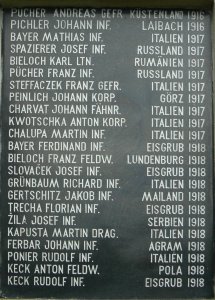 PUCHER ANDREAS GEFR. KÜSTENLAND 1916
PICHLER JOHANN INF. LAIBACH 1916
BAYER MATHIAS INF. ITALIEN 1917
SPAZIERER JOSEF INF. RUSSLAND 1917
BIELOCH KARL LTN. RUMÄNIEN 1917
PÜCHER FRANZ INF. RUSSLAND 1917
STEFFACZEK FRANZ GEFR. ITALIEN 1917
PEINLICH JOHANN KORP. GÖRZ 1917
CHARVAT JOHANN FÄHNR. ITALIEN 1917
KWOTSCHKA ANTON KORP. ITALIEN 1917
CHALUPA MARTIN INF. ITALIEN 1917
BAYER FERDINAND INF. EISGRUB 1918
BIELOCH FRANZ FELDW. LUNDENBURG 1918
SLOVAČEK JOSEF INF. EISGRUB 1918
GRÜNBAUM RICHARD INF. ITALIEN 1918
GERTSCHITZ JAKOB INF. MAILAND 1918
TRECHA FLORIAN INF. EISGRUB 1918
ŽILA JOSEF INF. SERBIEN 1918
KAPUSTA MARTIN DRAG. ITALIEN 1918
FERBAR JOHANN INF. AGRAM 1918
PONIER RUDOLF INF. ITALIEN 1918
KECK ANTON FELDW. POLA 1918
KECK RUDOLF INF. EISGRUB 1918